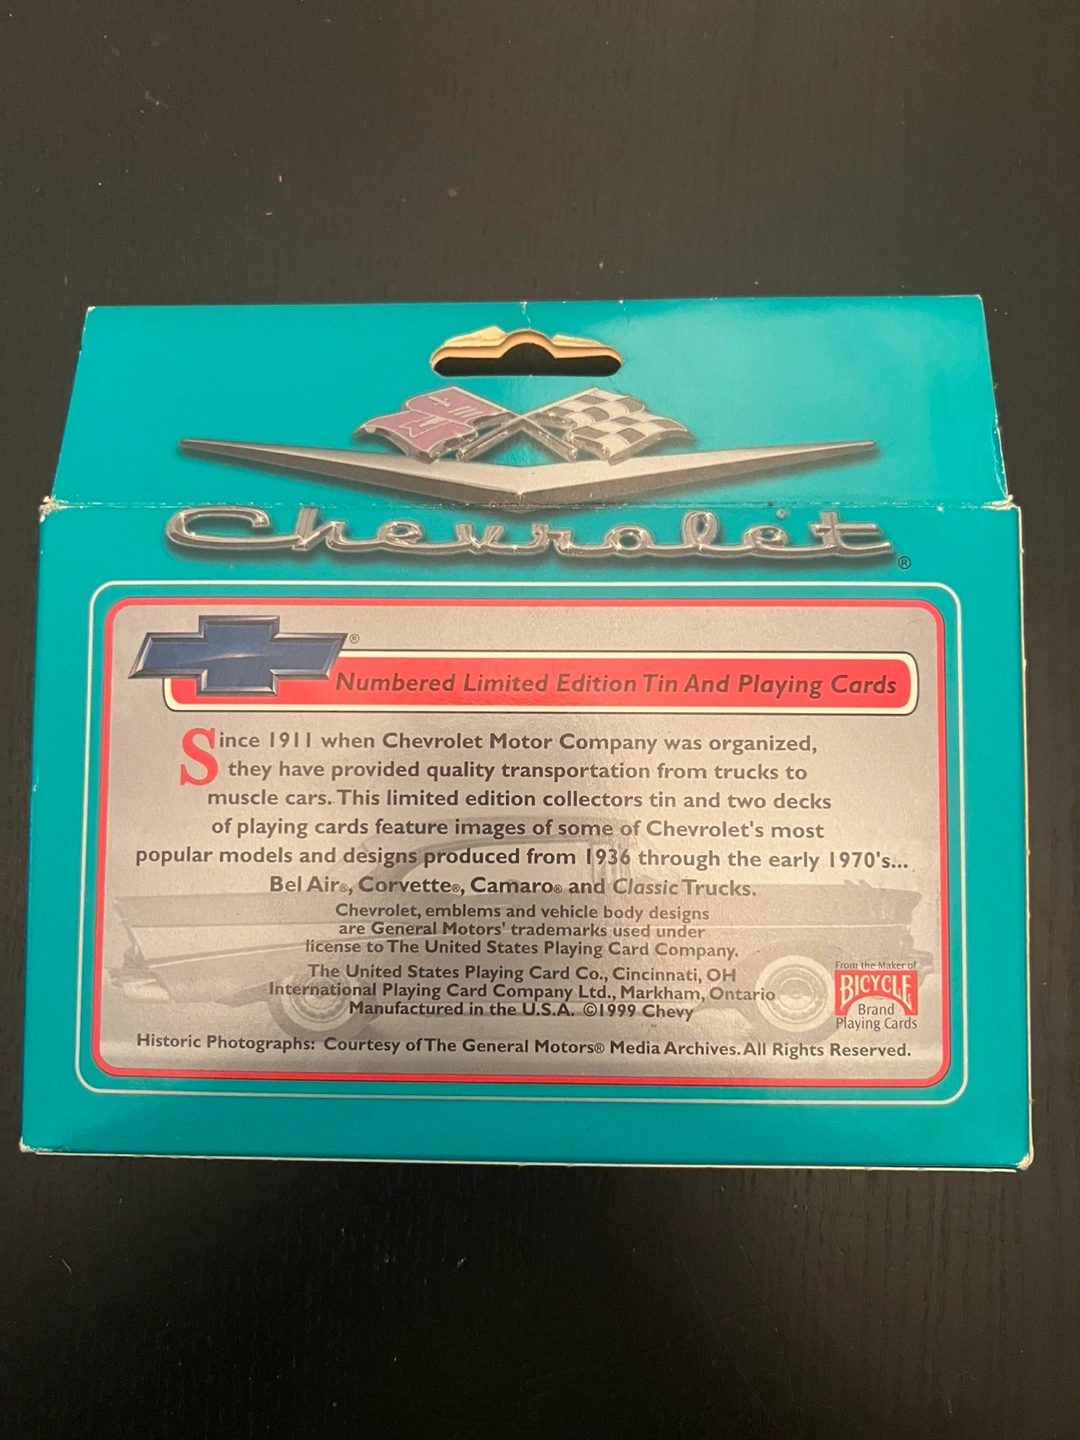 Chevrolet®
®
Numbered Limited Edition Tin And Playing Cards
Since 1911 when Chevrolet Motor Company was organized,
they have provided quality transportation from trucks to
muscle cars. This limited edition collectors tin and two decks
of playing cards feature images of some of Chevrolet's most
popular models and designs produced from 1936 through the early 1970's...
Bel Air®, Corvette®, Camaro® and Classic Trucks.
Chevrolet, emblems and vehicle body designs
are General Motors' trademarks used under
license to The United States Playing Card Company.
The United States Playing Card Co., Cincinnati, OH
International Playing Card Company Ltd., Markham, Ontario
Manufactured in the U.S.A. ©1999 Chevy
From the Maker of
BICYCLE
Brand
Playing Cards
Historic Photographs: Courtesy of The General Motors® Media Archives. All Rights Reserved.